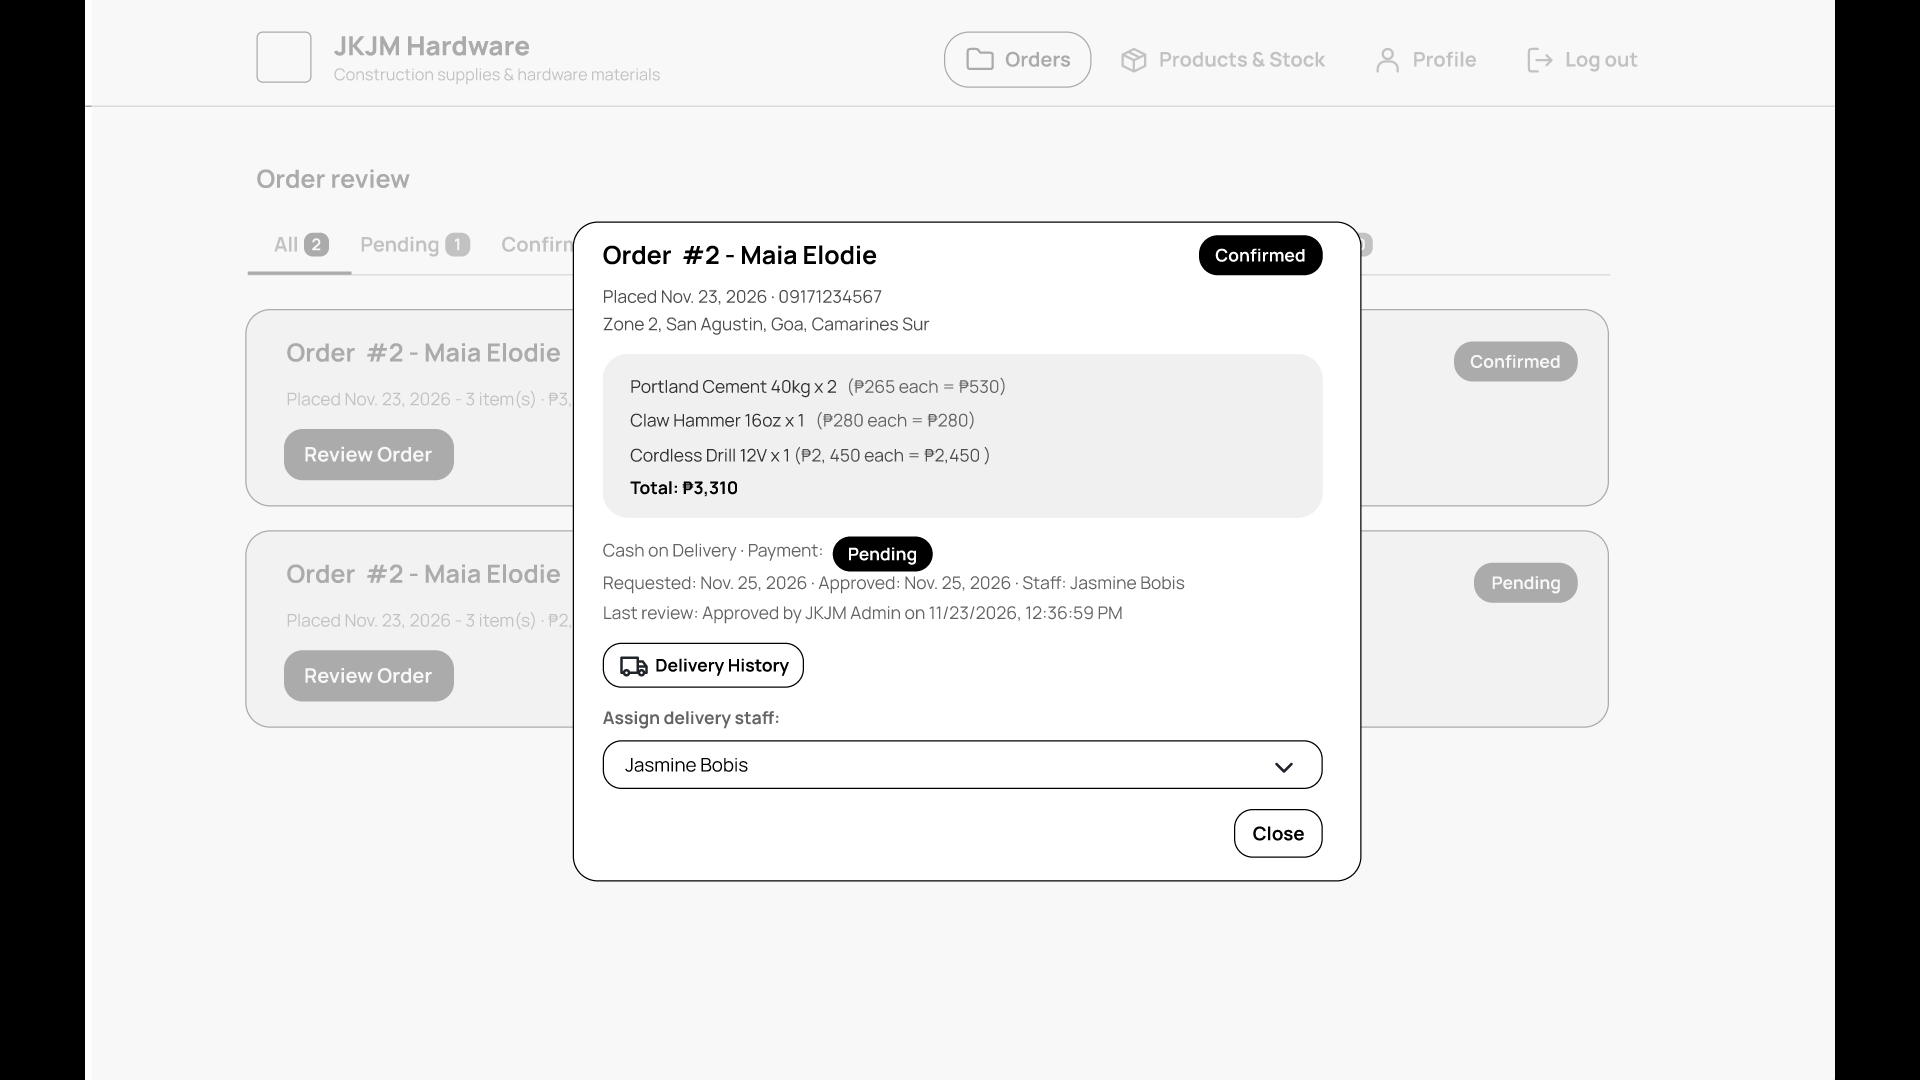 JKJM Hardware
Construction supplies & hardware materials
Orders
Products & Stock
Profile
Log out
Order review
All 2
Pending 1
Confirm
Order #2 - Maia Elodie
Placed Nov. 23, 2026 - 3 item(s) · ₱3,
Review Order
Confirmed
Order #2 - Maia Elodie
Placed Nov. 23, 2026 - 3 item(s) · ₱2,
Review Order
Pending
Order #2 - Maia Elodie
Confirmed
Placed Nov. 23, 2026 · 09171234567
Zone 2, San Agustin, Goa, Camarines Sur
Portland Cement 40kg x 2 (₱265 each = ₱530)
Claw Hammer 16oz x 1 (₱280 each = ₱280)
Cordless Drill 12V x 1 (₱2, 450 each = ₱2,450 )
Total: ₱3,310
Cash on Delivery · Payment: Pending
Requested: Nov. 25, 2026 · Approved: Nov. 25, 2026 · Staff: Jasmine Bobis
Last review: Approved by JKJM Admin on 11/23/2026, 12:36:59 PM
Delivery History
Assign delivery staff:
Jasmine Bobis
Close